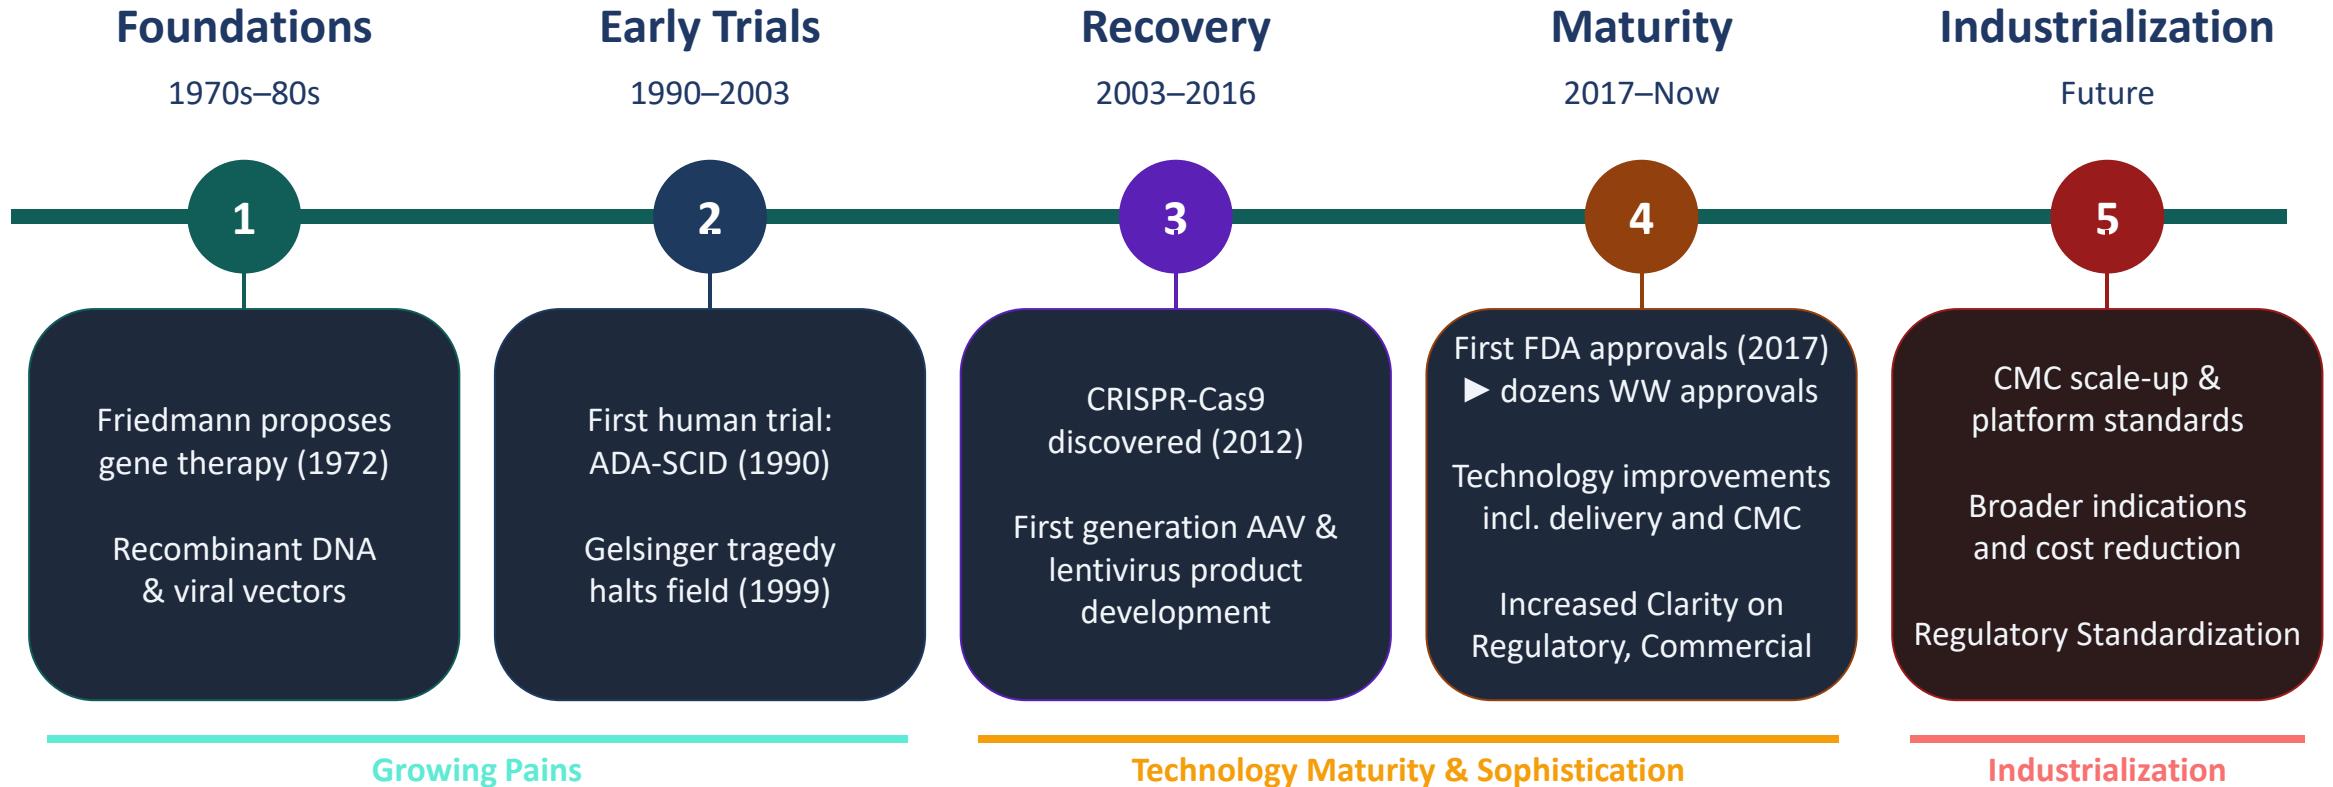 Foundations
1970s–80s
1
Friedmann proposes
gene therapy (1972)
Recombinant DNA
& viral vectors
Early Trials
1990–2003
2
First human trial:
ADA-SCID (1990)
Gelsinger tragedy
halts field (1999)
Growing Pains
Recovery
2003–2016
3
CRISPR-Cas9
discovered (2012)
First generation AAV &
lentivirus product
development
Maturity
2017–Now
4
First FDA approvals (2017)
► dozens WW approvals
Technology improvements
incl. delivery and CMC
Increased Clarity on
Regulatory, Commercial
Technology Maturity & Sophistication
Industrialization
Future
5
CMC scale-up &
platform standards
Broader indications
and cost reduction
Regulatory Standardization
Industrialization